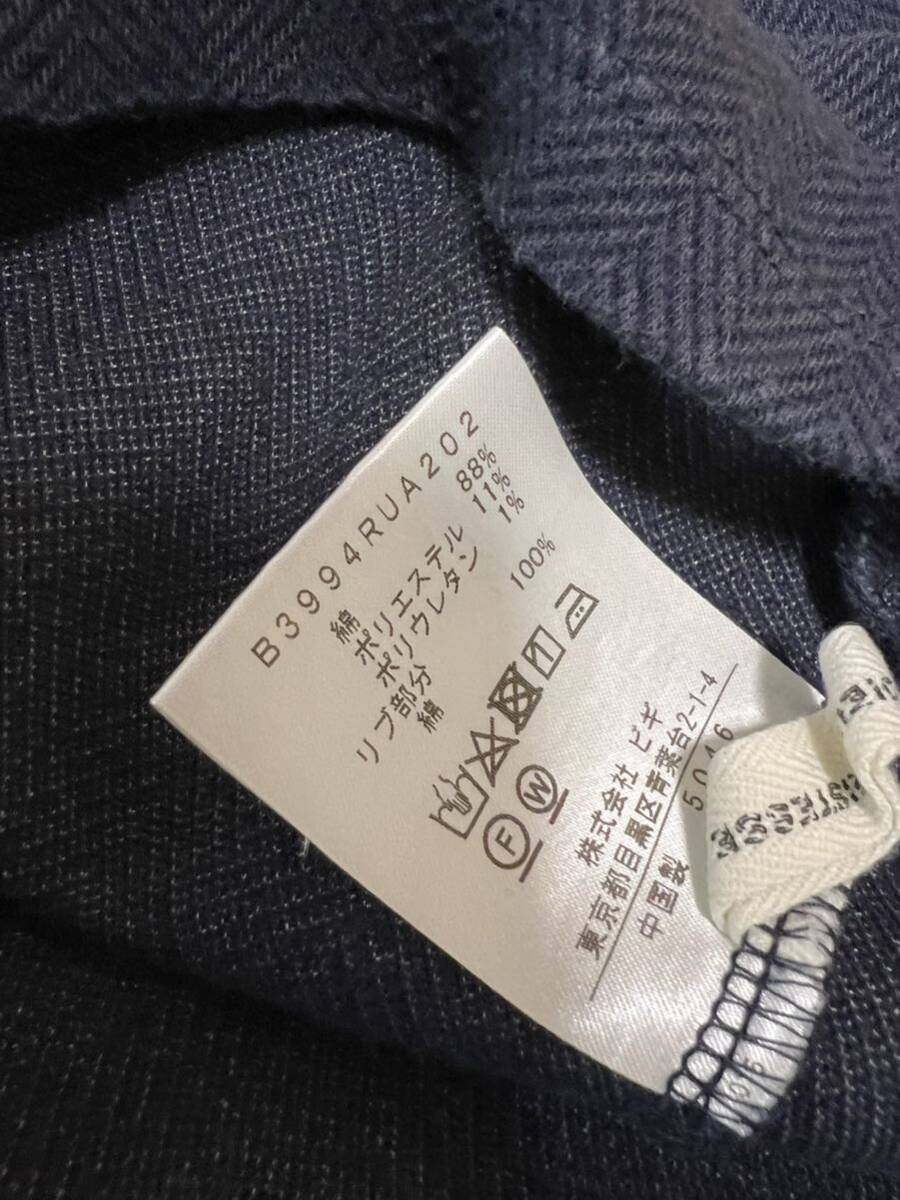 B3994RUA202
綿 88%
ポリエステル 11%
ポリウレタン 1%
リブ部分
綿 100%
F W
株式会社 ビギ
東京都目黒区青葉台2-1-4
中国製 5046